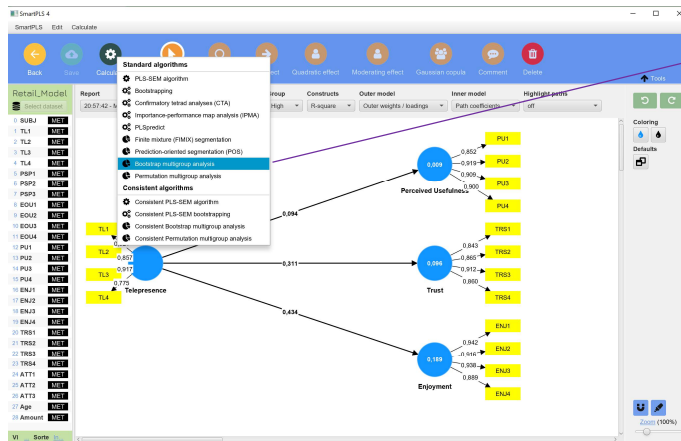 SmartPLS 4
SmartPLS Edit Calculate
Back
Save
Calculate
Quadratic effect
Moderating effect
Gaussian copula
Comment
Delete
Tools
Standard algorithms
PLS-SEM algorithm
Bootstrapping
Confirmatory tetrad analyses (CTA)
Importance-performance map analysis (IPMA)
PLSpredict
Finite mixture (FIMIX) segmentation
Prediction-oriented segmentation (POS)
Bootstrap multigroup analysis
Permutation multigroup analysis
Consistent algorithms
Consistent PLS-SEM algorithm
Consistent PLS-SEM bootstrapping
Consistent Bootstrap multigroup analysis
Consistent Permutation multigroup analysis
Retail_Model
Select dataset
Report
20:57:42 - M
Group
High
Constructs
R-square
Outer model
Outer weights / loadings
Inner model
Path coefficients
Highlight paths
off
Coloring
Defaults
0 SUBJ MET
1 TL1 MET
2 TL2 MET
3 TL3 MET
4 TL4 MET
5 PSP1 MET
6 PSP2 MET
7 PSP3 MET
8 EOU1 MET
9 EOU2 MET
10 EOU3 MET
11 EOU4 MET
12 PU1 MET
13 PU2 MET
14 PU3 MET
15 PU4 MET
16 ENJ1 MET
17 ENJ2 MET
18 ENJ3 MET
19 ENJ4 MET
20 TRS1 MET
21 TRS2 MET
22 TRS3 MET
23 TRS4 MET
24 ATT1 MET
25 ATT2 MET
26 ATT3 MET
27 Age MET
28 Amount MET
TL1
TL2
TL3
TL4
0,857
0,917
0,775
Telepresence
0,094
0,311
0,434
0,009
Perceived Usefulness
0,852
0,919
0,909
0,900
PU1
PU2
PU3
PU4
0,096
Trust
0,843
0,865
0,912
0,860
TRS1
TRS2
TRS3
TRS4
0,189
Enjoyment
0,942
0,916
0,938
0,889
ENJ1
ENJ2
ENJ3
ENJ4
Zoom (100%)
VI
Sorte